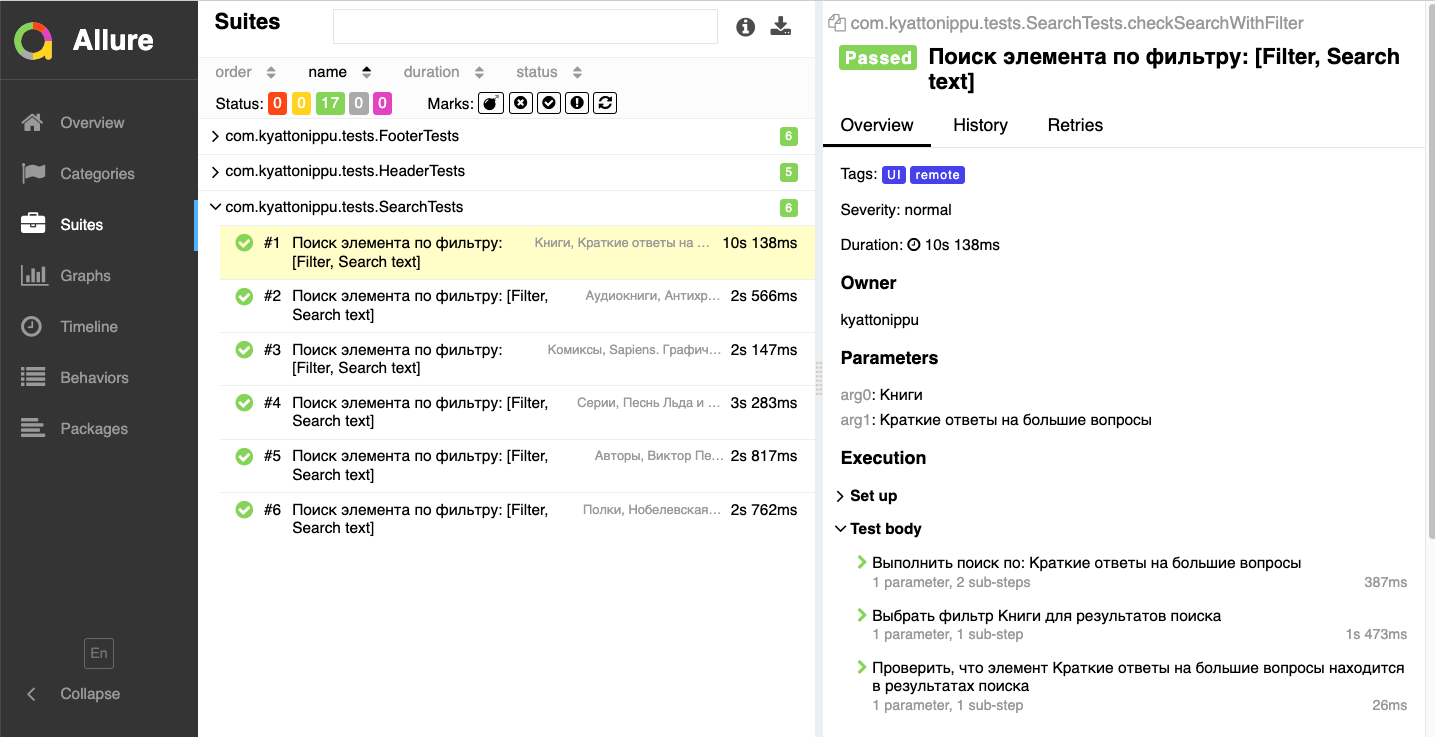 Allure
Overview
Categories
Suites
Graphs
Timeline
Behaviors
Packages
En
Collapse
Suites
order name duration status
Status: 0 0 17 0 0 Marks:
com.kyattonippu.tests.FooterTests 6
com.kyattonippu.tests.HeaderTests 5
com.kyattonippu.tests.SearchTests 6
#1 Поиск элемента по фильтру: Книги, Краткие ответы на ... 10s 138ms
[Filter, Search text]
#2 Поиск элемента по фильтру: [Filter, Аудиокниги, Антихр... 2s 566ms
Search text]
#3 Поиск элемента по фильтру: Комиксы, Sapiens. Графич... 2s 147ms
[Filter, Search text]
#4 Поиск элемента по фильтру: [Filter, Серии, Песнь Льда и ... 3s 283ms
Search text]
#5 Поиск элемента по фильтру: [Filter, Авторы, Виктор Пе... 2s 817ms
Search text]
#6 Поиск элемента по фильтру: [Filter, Полки, Нобелевская... 2s 762ms
Search text]
com.kyattonippu.tests.SearchTests.checkSearchWithFilter
Passed Поиск элемента по фильтру: [Filter, Search
text]
Overview History Retries
Tags: UI remote
Severity: normal
Duration: 10s 138ms
Owner
kyattonippu
Parameters
arg0: Книги
arg1: Краткие ответы на большие вопросы
Execution
Set up
Test body
Выполнить поиск по: Краткие ответы на большие вопросы
1 parameter, 2 sub-steps 387ms
Выбрать фильтр Книги для результатов поиска
1 parameter, 1 sub-step 1s 473ms
Проверить, что элемент Краткие ответы на большие вопросы находится
в результатах поиска
1 parameter, 1 sub-step 26ms